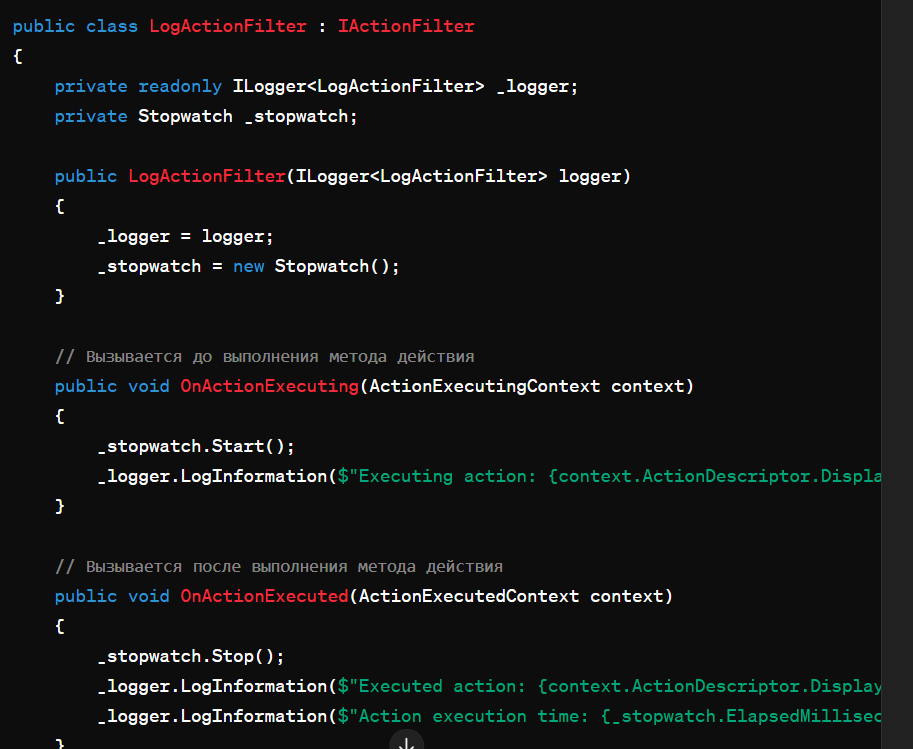 public class LogActionFilter : IActionFilter
{
    private readonly ILogger<LogActionFilter> _logger;
    private Stopwatch _stopwatch;

    public LogActionFilter(ILogger<LogActionFilter> logger)
    {
        _logger = logger;
        _stopwatch = new Stopwatch();
    }

    // Вызывается до выполнения метода действия
    public void OnActionExecuting(ActionExecutingContext context)
    {
        _stopwatch.Start();
        _logger.LogInformation($"Executing action: {context.ActionDescriptor.Displa
    }

    // Вызывается после выполнения метода действия
    public void OnActionExecuted(ActionExecutedContext context)
    {
        _stopwatch.Stop();
        _logger.LogInformation($"Executed action: {context.ActionDescriptor.Display
        _logger.LogInformation($"Action execution time: {_stopwatch.ElapsedMillisec
    }